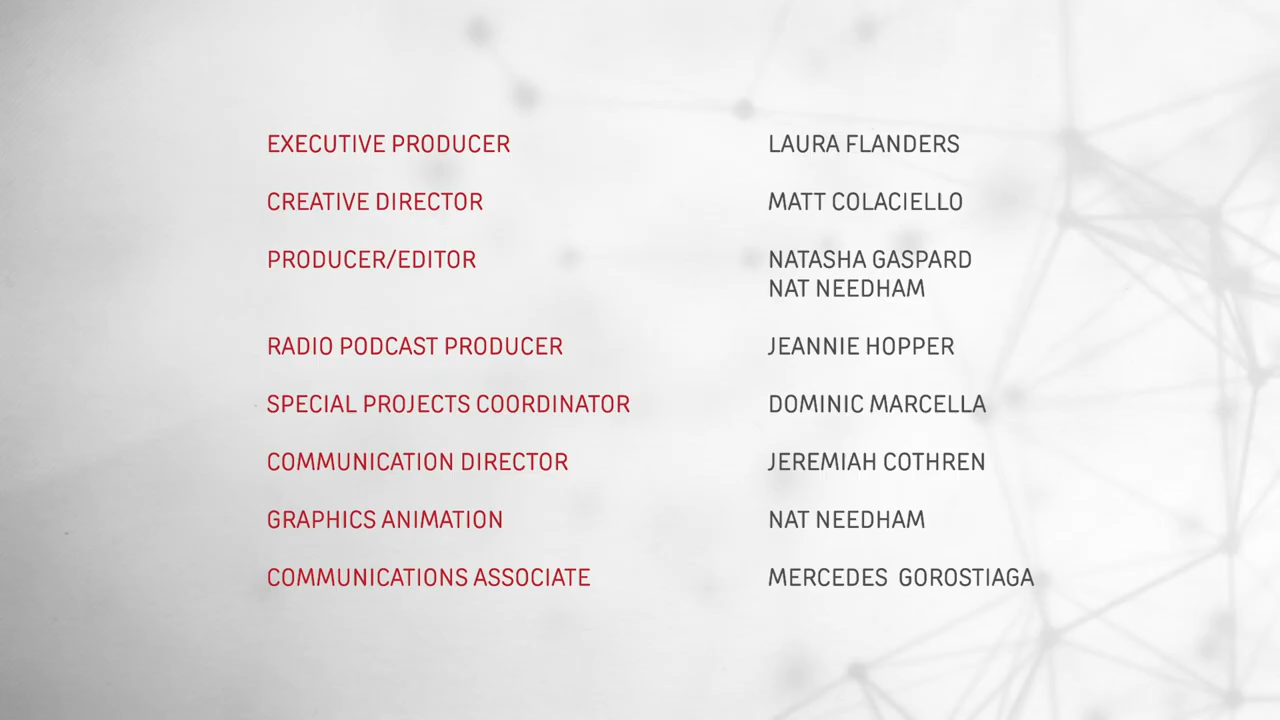 EXECUTIVE PRODUCER LAURA FLANDERS
CREATIVE DIRECTOR MATT COLACIELLO
PRODUCER/EDITOR NATASHA GASPARD
NAT NEEDHAM
RADIO PODCAST PRODUCER JEANNIE HOPPER
SPECIAL PROJECTS COORDINATOR DOMINIC MARCELLA
COMMUNICATION DIRECTOR JEREMIAH COTHREN
GRAPHICS ANIMATION NAT NEEDHAM
COMMUNICATIONS ASSOCIATE MERCEDES GOROSTIAGA